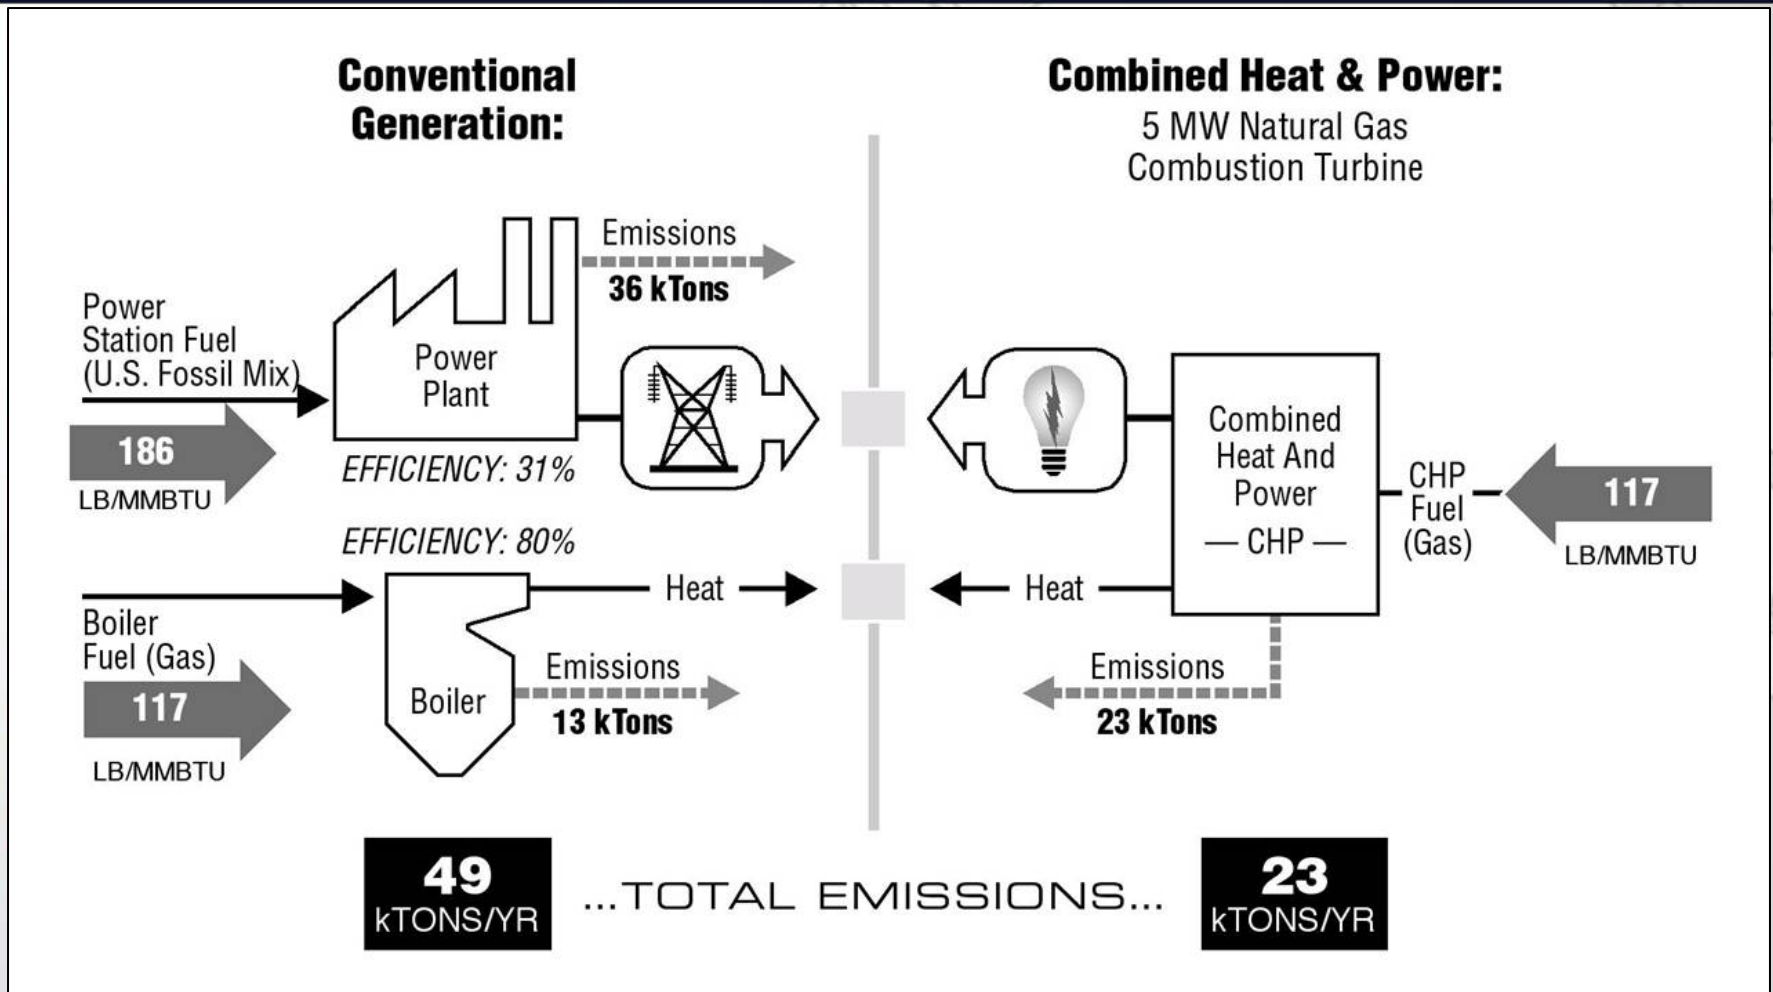 Conventional
Generation:
Emissions
36 kTons
Power
Station Fuel
(U.S. Fossil Mix)
186
LB/MMBTU
Power
Plant
EFFICIENCY: 31%
EFFICIENCY: 80%
Boiler
Fuel (Gas)
117
LB/MMBTU
Boiler
Heat
Emissions
13 kTons
Combined Heat & Power:
5 MW Natural Gas
Combustion Turbine
Combined
Heat And
Power
— CHP —
CHP
Fuel
(Gas)
117
LB/MMBTU
Heat
Emissions
23 kTons
49
kTONS/YR
...TOTAL EMISSIONS...
23
kTONS/YR